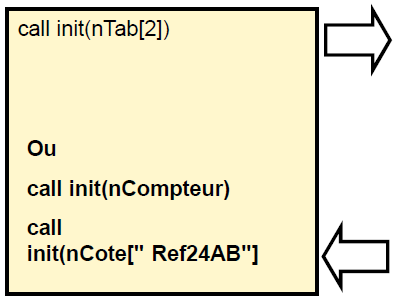 call init(nTab[2])
Ou
call init(nCompteur)
call
init(nCote[" Ref24AB"]